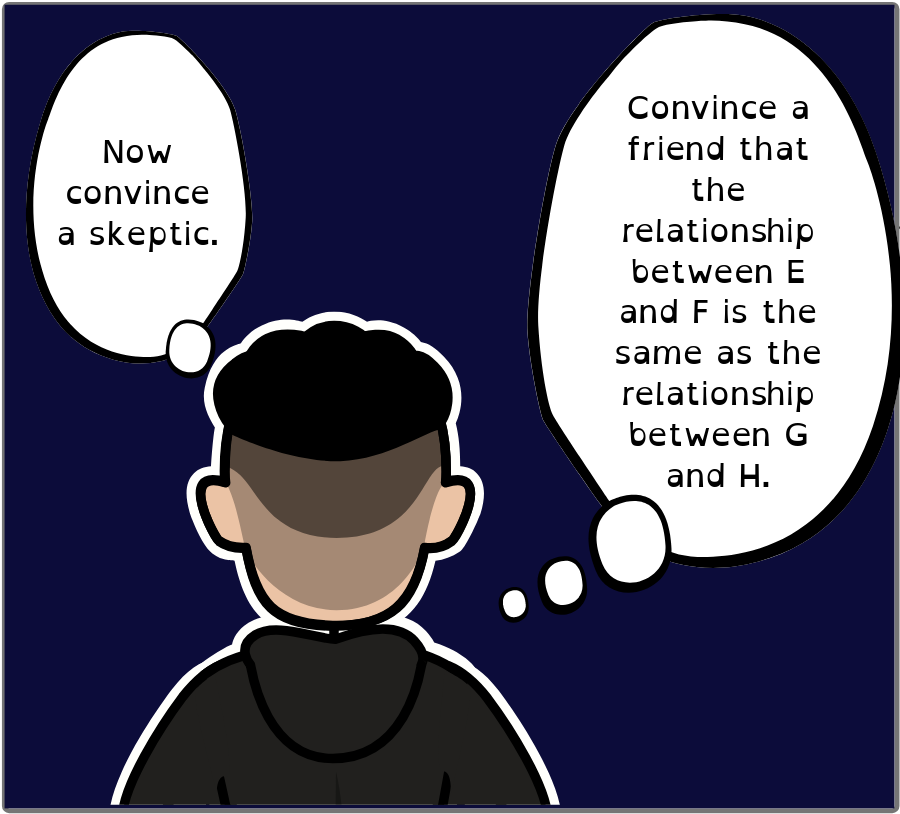 Now
convince
a skeptic.
Convince a
friend that
the
relationship
between E
and F is the
same as the
relationship
between G
and H.